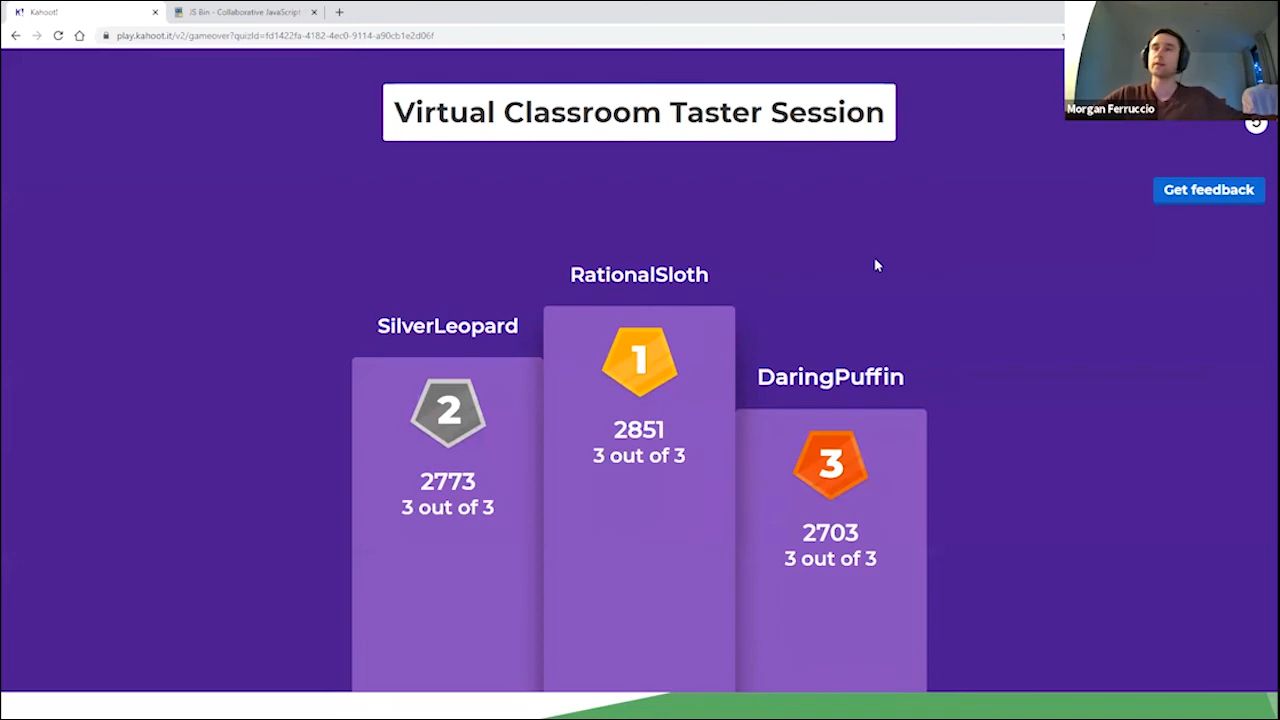 Kahoot!
JS Bin - Collaborative JavaScript
play.kahoot.it/v2/gameover?quizId=fd1422fa-4182-4ec0-9114-a90cb1e2d06f
Morgan Ferruccio
Virtual Classroom Taster Session
Get feedback
RationalSloth
SilverLeopard
DaringPuffin
1
2851
3 out of 3
2
2773
3 out of 3
3
2703
3 out of 3